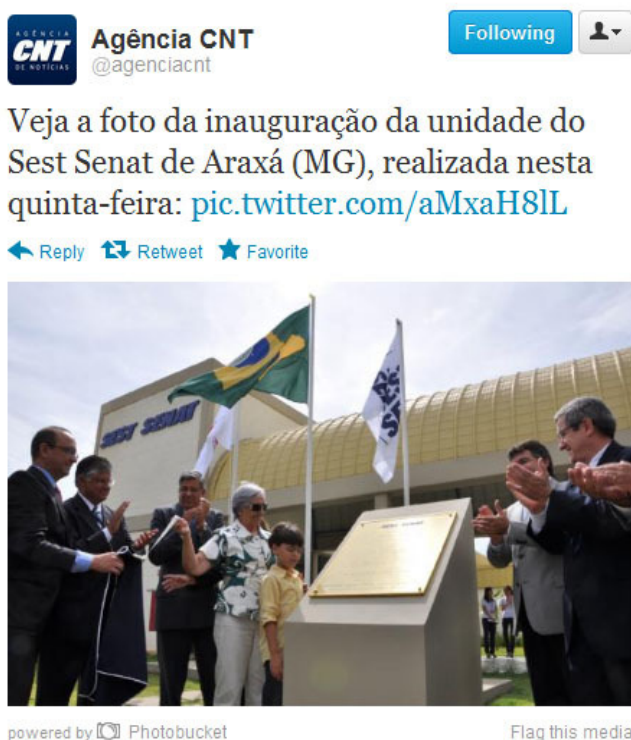 AGÊNCIA
CNT
DE NOTÍCIAS
Agência CNT
@agenciacnt
Following
Veja a foto da inauguração da unidade do
Sest Senat de Araxá (MG), realizada nesta
quinta-feira: pic.twitter.com/aMxaH8lL
Reply Retweet Favorite
SEST SENAT
SEST SENAT
powered by Photobucket
Flag this media